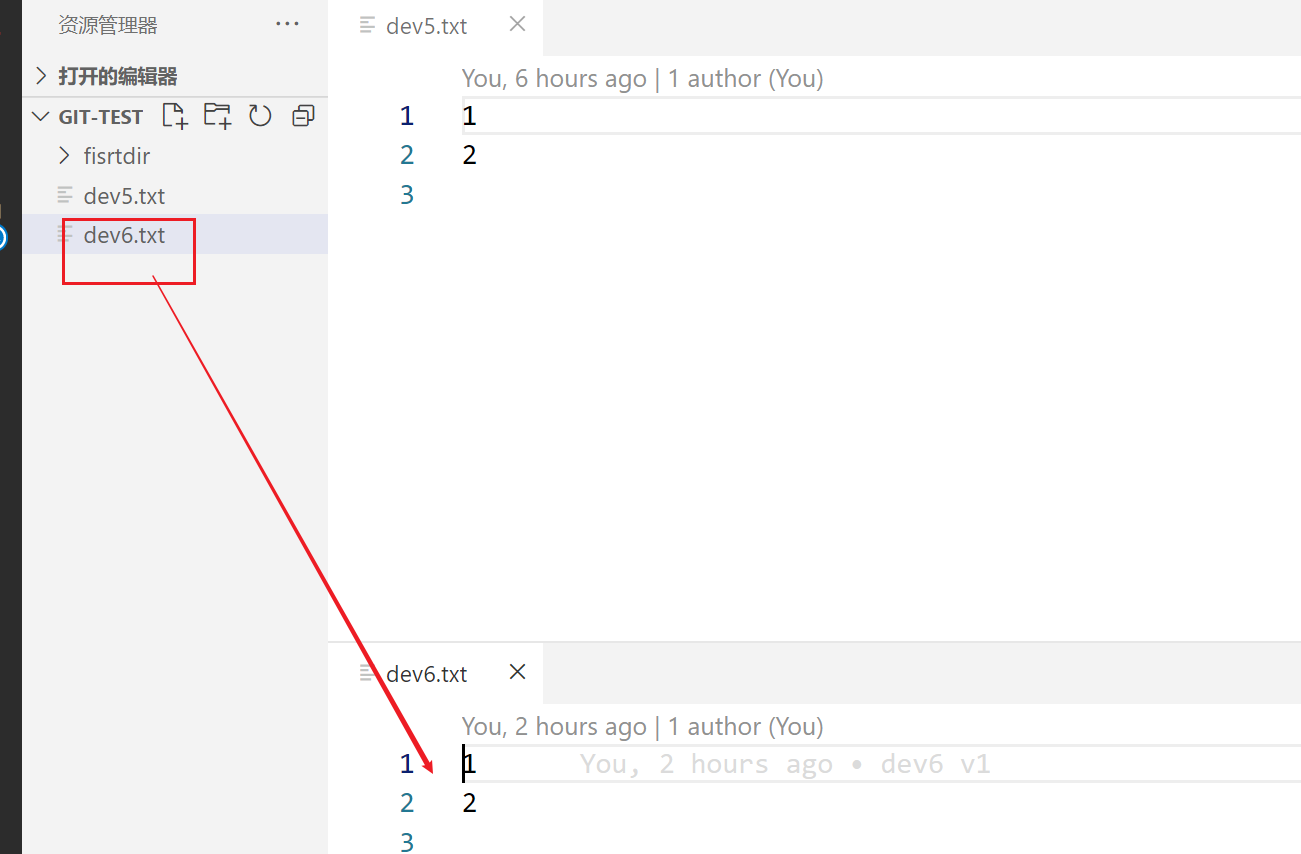 资源管理器 ···
打开的编辑器
GIT-TEST
fisrtdir
dev5.txt
dev6.txt
dev5.txt
You, 6 hours ago | 1 author (You)
1 1
2 2
3
dev6.txt
You, 2 hours ago | 1 author (You)
1 1 You, 2 hours ago • dev6 v1
2 2
3